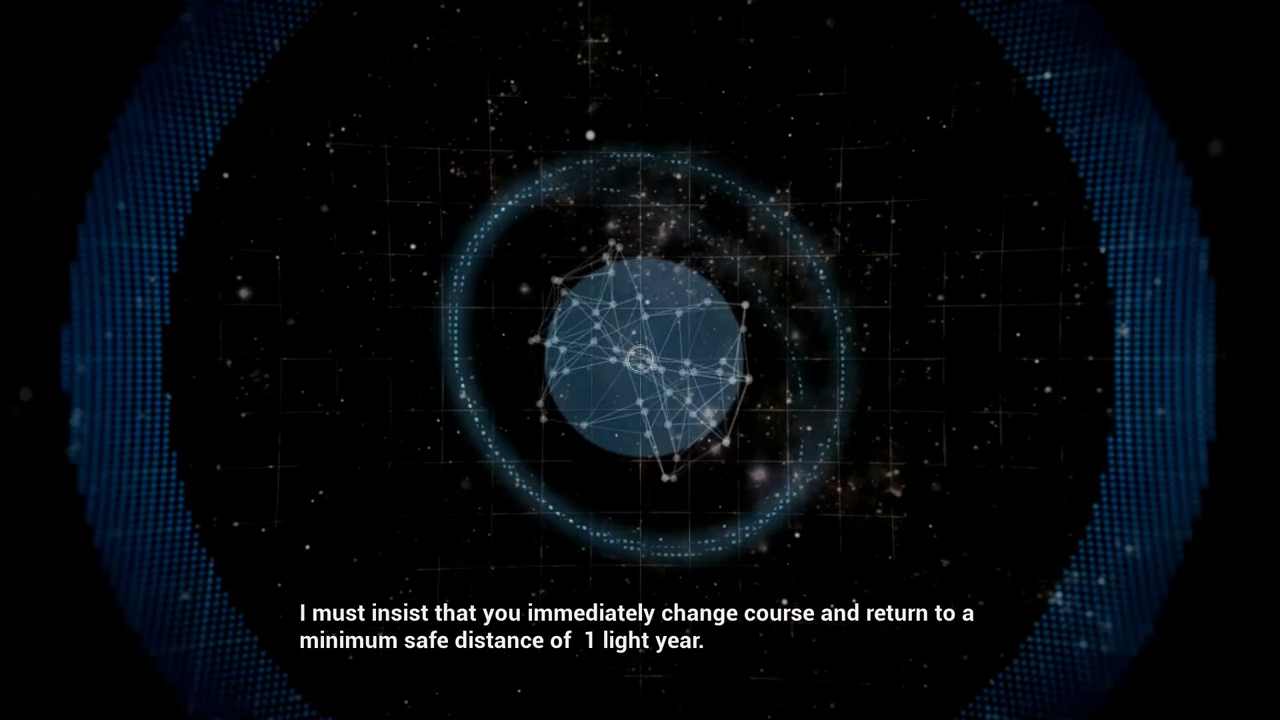 I must insist that you immediately change course and return to a
minimum safe distance of  1 light year.